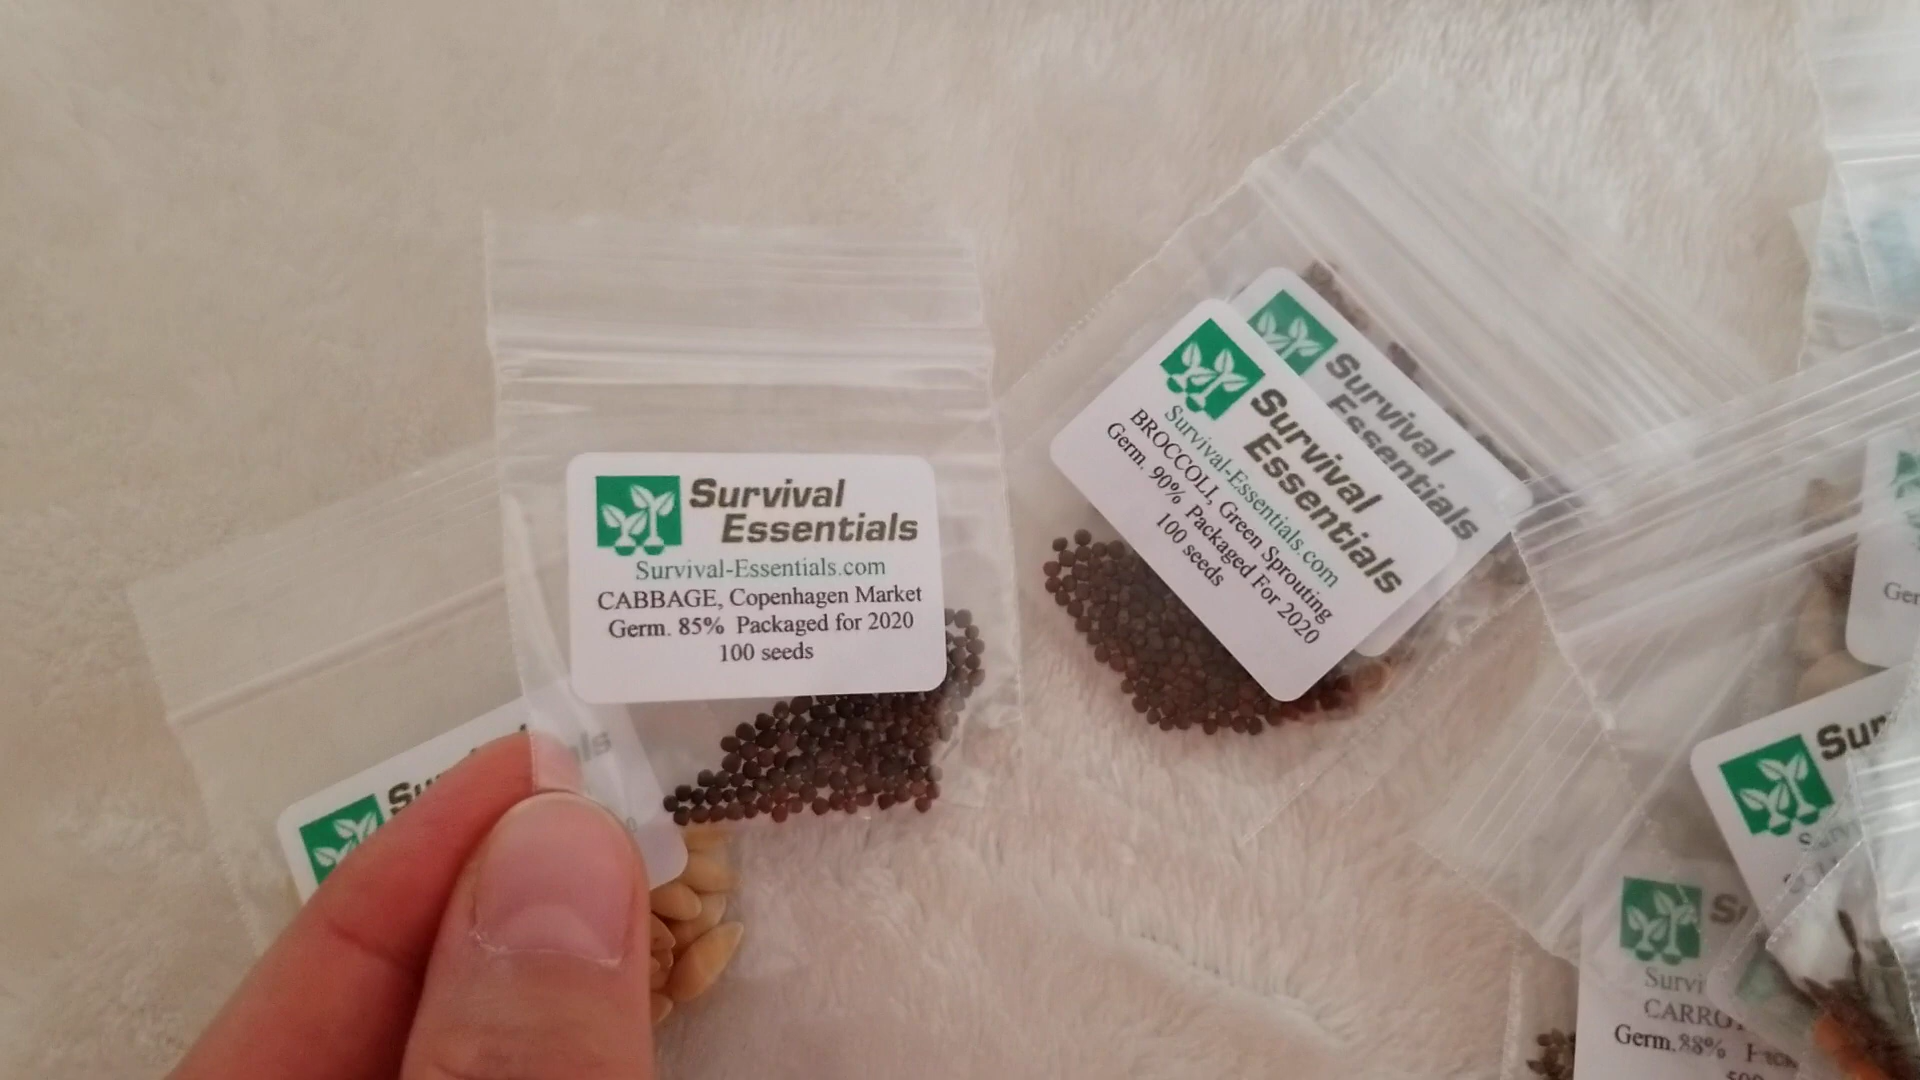 Survival
Essentials
Survival-Essentials.com
CABBAGE, Copenhagen Market
Germ. 85% Packaged for 2020
100 seeds
Survival
Essentials
Survival-Essentials.com
BROCCOLI, Green Sprouting
Germ. 90% Packaged For 2020
100 seeds
Survival
Essentials
Germ. 88%